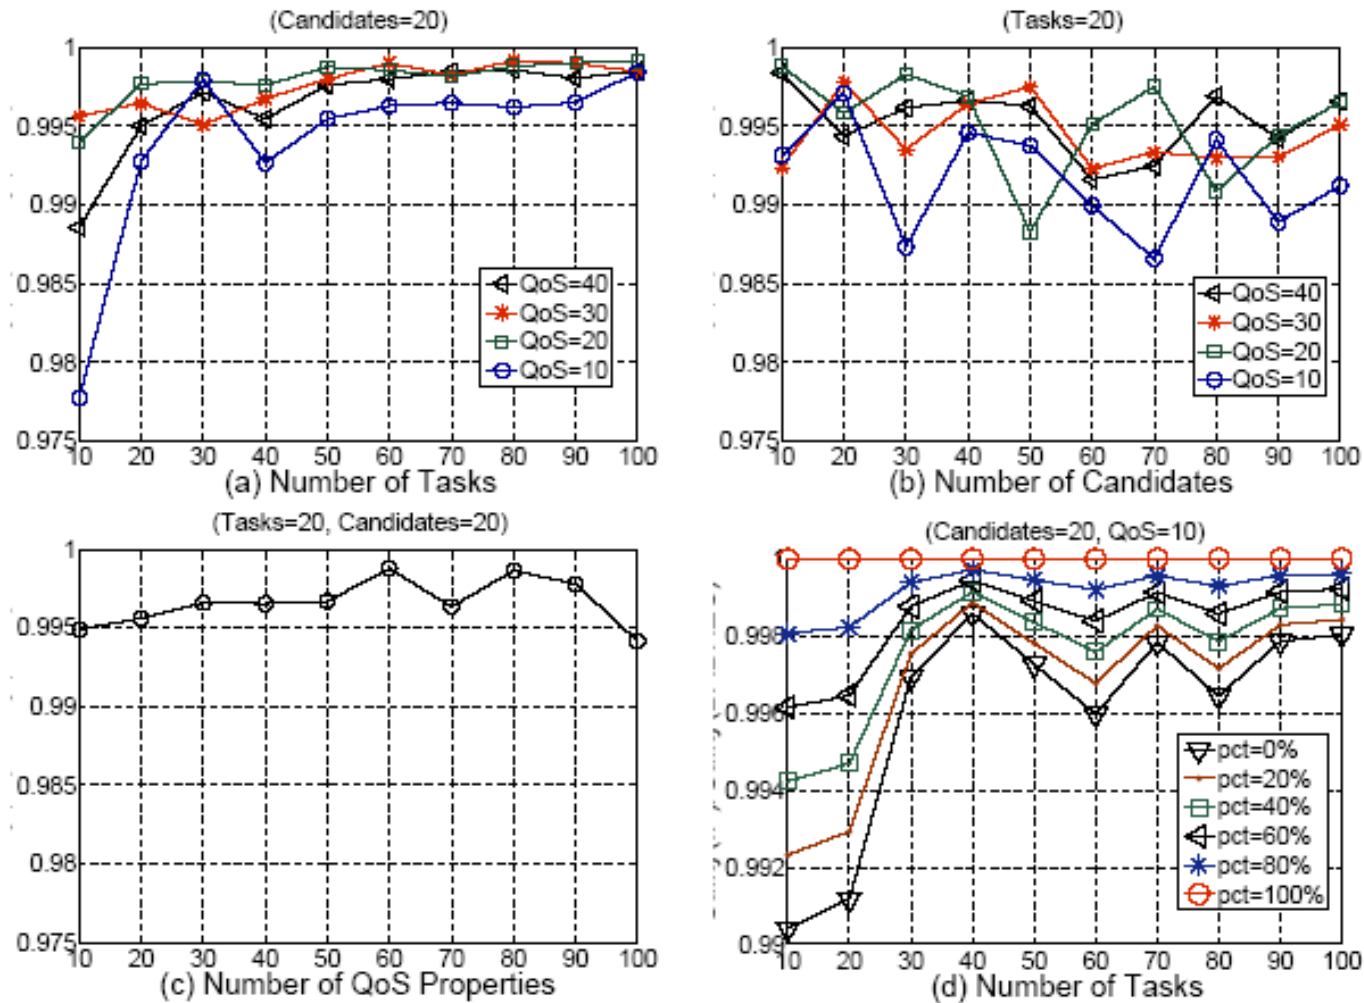 (Candidates=20)
1
0.995
0.99
0.985
0.98
0.975
10 20 30 40 50 60 70 80 90 100
QoS=40
QoS=30
QoS=20
QoS=10
(a) Number of Tasks
(Tasks=20)
1
0.995
0.99
0.985
0.98
0.975
10 20 30 40 50 60 70 80 90 100
QoS=40
QoS=30
QoS=20
QoS=10
(b) Number of Candidates
(Tasks=20, Candidates=20)
1
0.995
0.99
0.985
0.98
0.975
10 20 30 40 50 60 70 80 90 100
(c) Number of QoS Properties
(Candidates=20, QoS=10)
1
0.998
0.996
0.994
0.992
0.99
10 20 30 40 50 60 70 80 90 100
pct=0%
pct=20%
pct=40%
pct=60%
pct=80%
pct=100%
(d) Number of Tasks